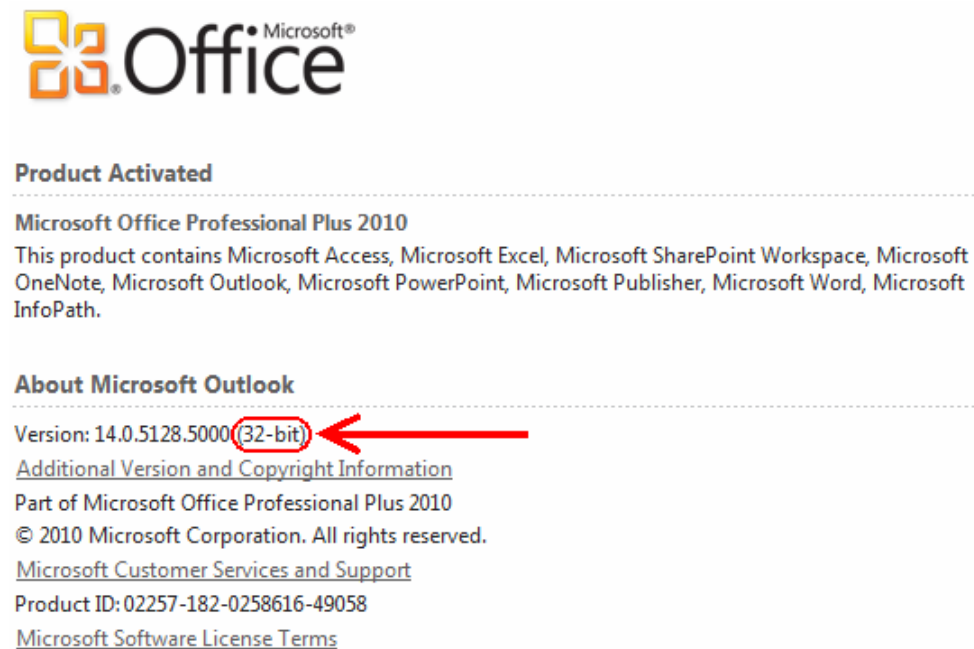 Microsoft®
Office
Product Activated
Microsoft Office Professional Plus 2010
This product contains Microsoft Access, Microsoft Excel, Microsoft SharePoint Workspace, Microsoft
OneNote, Microsoft Outlook, Microsoft PowerPoint, Microsoft Publisher, Microsoft Word, Microsoft
InfoPath.
About Microsoft Outlook
Version: 14.0.5128.5000 (32-bit)
Additional Version and Copyright Information
Part of Microsoft Office Professional Plus 2010
© 2010 Microsoft Corporation. All rights reserved.
Microsoft Customer Services and Support
Product ID: 02257-182-0258616-49058
Microsoft Software License Terms